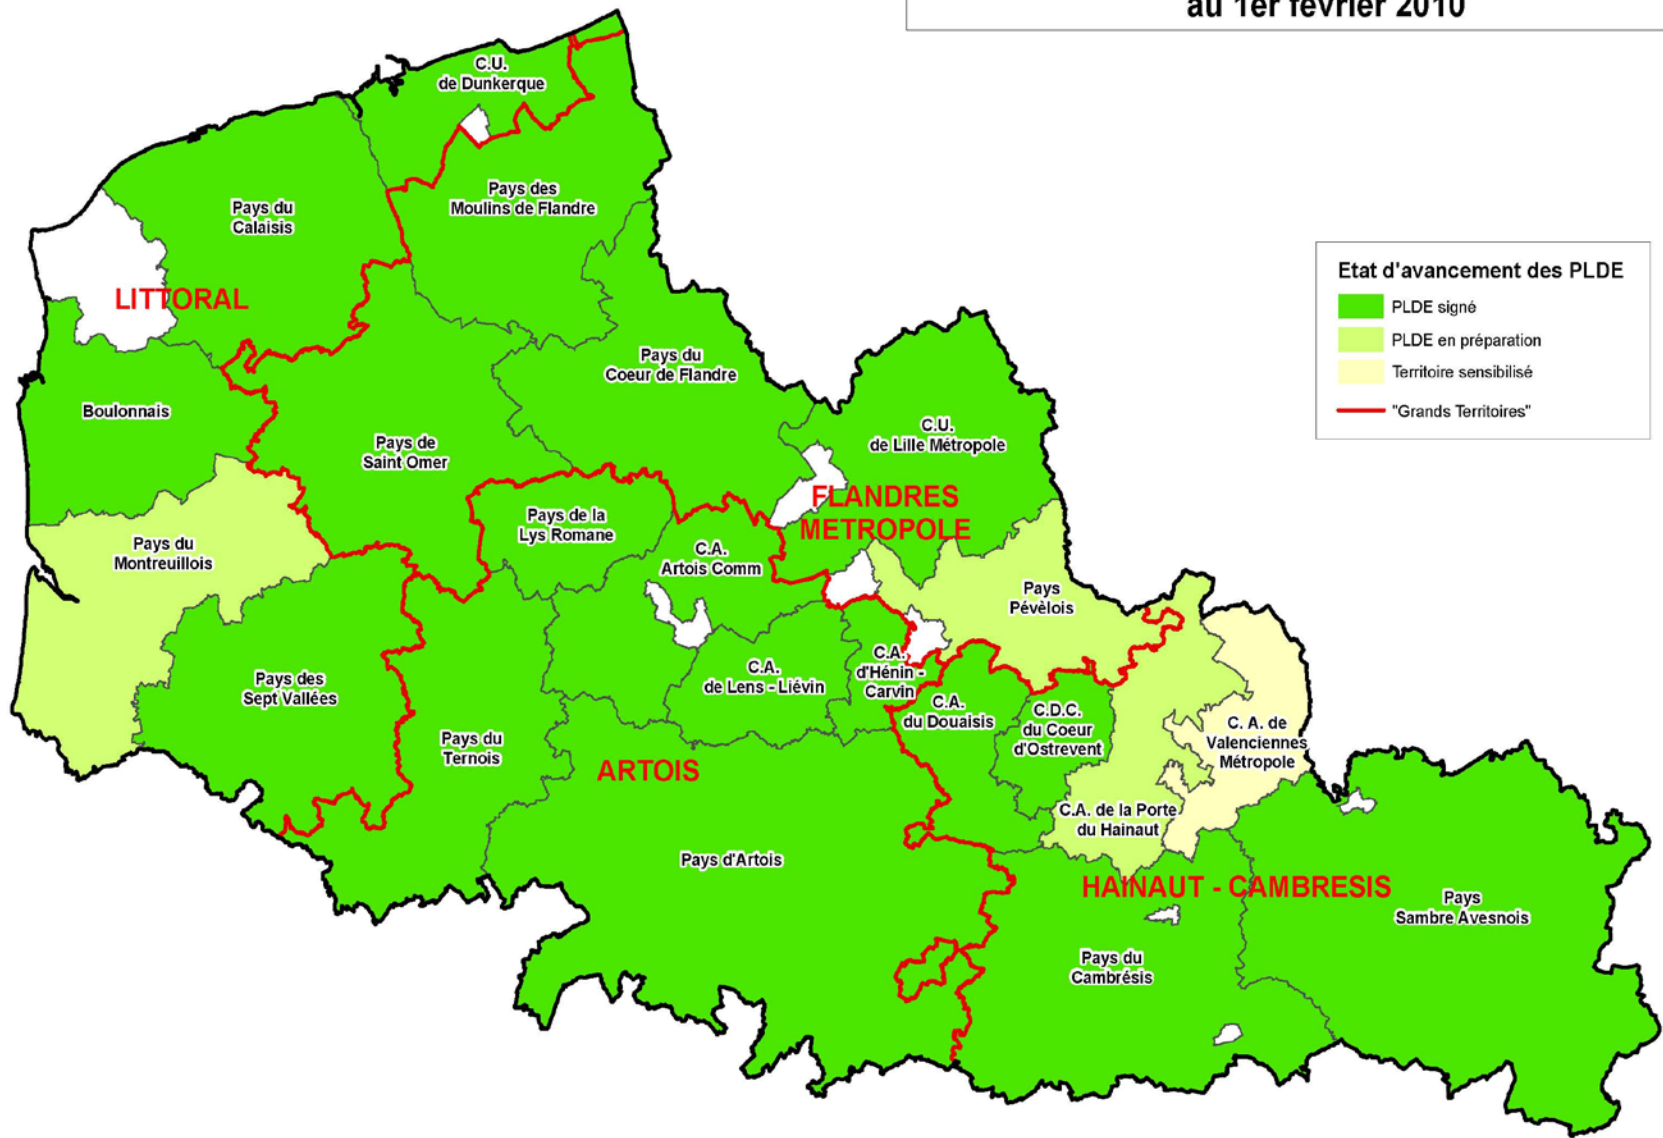 au 1er février 2010
C.U.
de Dunkerque
Pays des
Moulins de Flandre
Pays du
Calaisis
LITTORAL
Etat d'avancement des PLDE
PLDE signé
PLDE en préparation
Territoire sensibilisé
"Grands Territoires"
Pays du
Coeur de Flandre
Boulonnais
C.U.
de Lille Métropole
Pays de
Saint Omer
FLANDRES
METROPOLE
Pays de la
Lys Romane
Pays du
Montreuillois
C.A.
Artois Comm
Pays
Pévèlois
C.A.
d'Hénin -
Carvin
C.A.
de Lens - Liévin
Pays des
Sept Vallées
C.A.
du Douaisis
C.D.C.
du Coeur
d'Ostrevent
C. A. de
Valenciennes
Métropole
Pays du
Ternois
ARTOIS
C.A. de la Porte
du Hainaut
Pays d'Artois
HAINAUT - CAMBRESIS
Pays
Sambre Avesnois
Pays du
Cambrésis